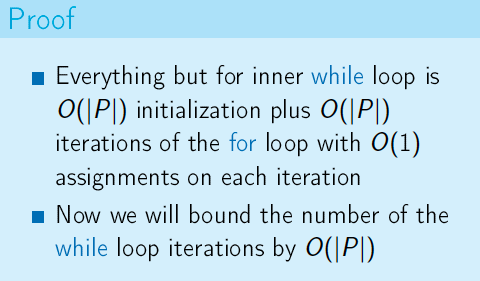 Proof
Everything but for inner while loop is
O(|P|) initialization plus O(|P|)
iterations of the for loop with O(1)
assignments on each iteration
Now we will bound the number of the
while loop iterations by O(|P|)